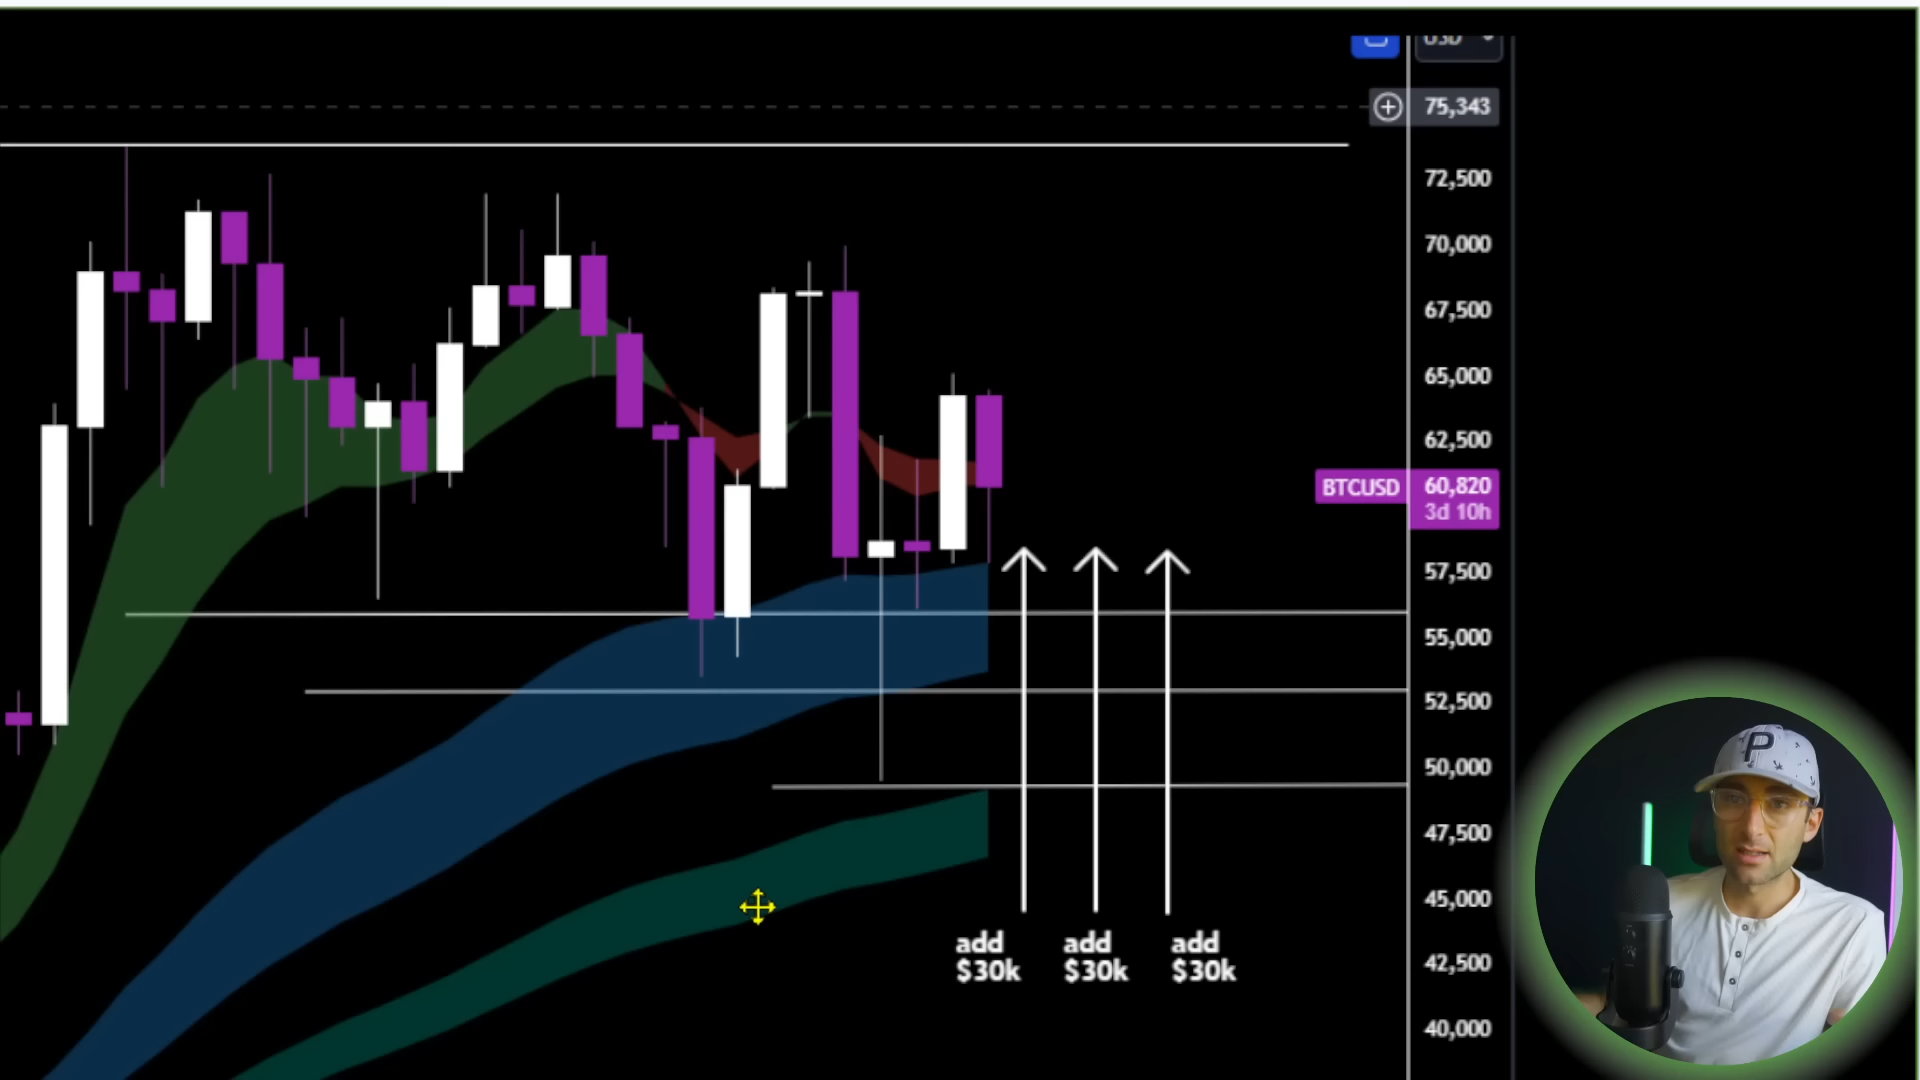 USD
75,343
72,500
70,000
67,500
65,000
62,500
BTCUSD 60,820
3d 10h
57,500
55,000
52,500
50,000
47,500
45,000
42,500
40,000
add
$30k
add
$30k
add
$30k
P